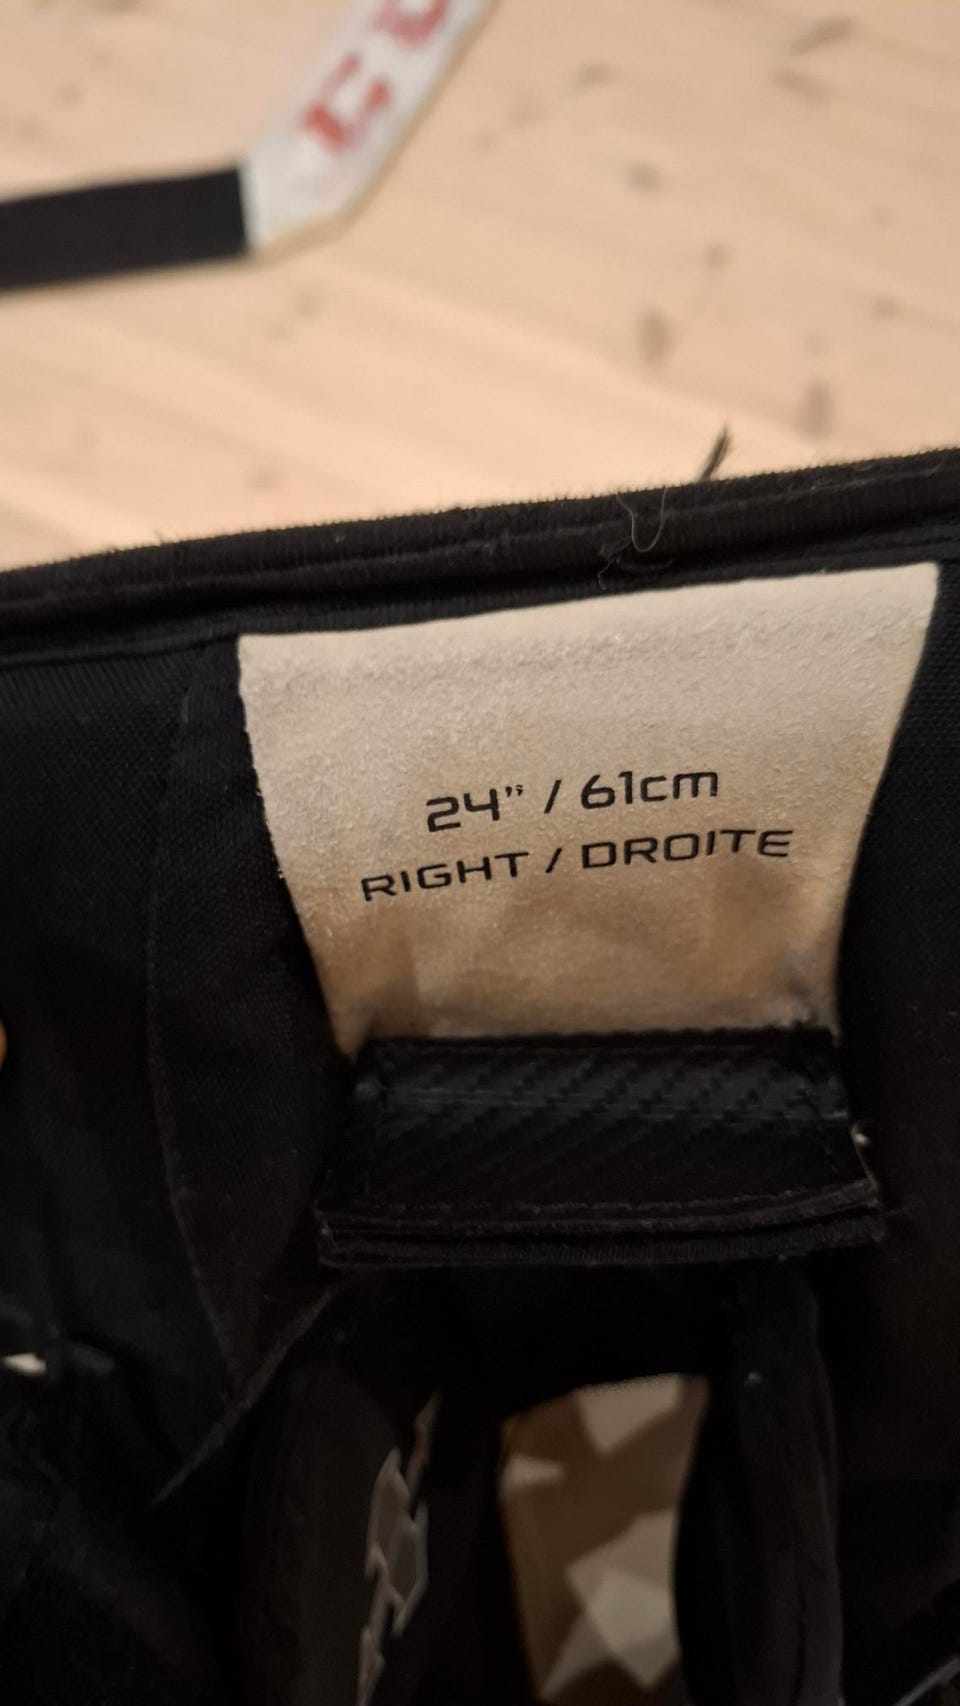 24” / 61cm
RIGHT / DROITE